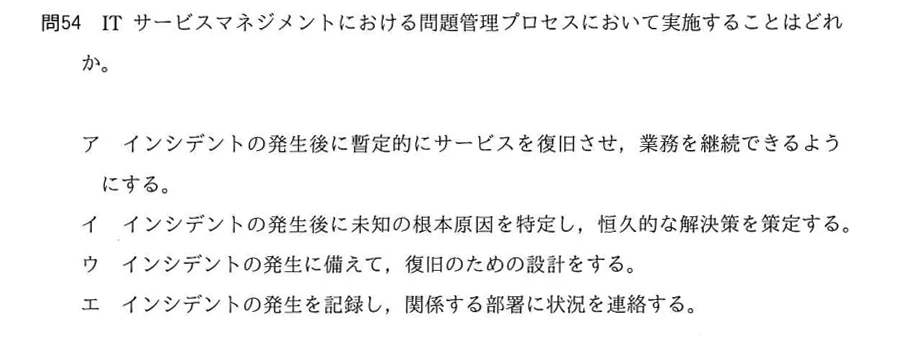 問54 IT サービスマネジメントにおける問題管理プロセスにおいて実施することはどれ
か。
ア インシデントの発生後に暫定的にサービスを復旧させ，業務を継続できるよう
にする。
イ インシデントの発生後に未知の根本原因を特定し，恒久的な解決策を策定する。
ウ インシデントの発生に備えて，復旧のための設計をする。
エ インシデントの発生を記録し，関係する部署に状況を連絡する。